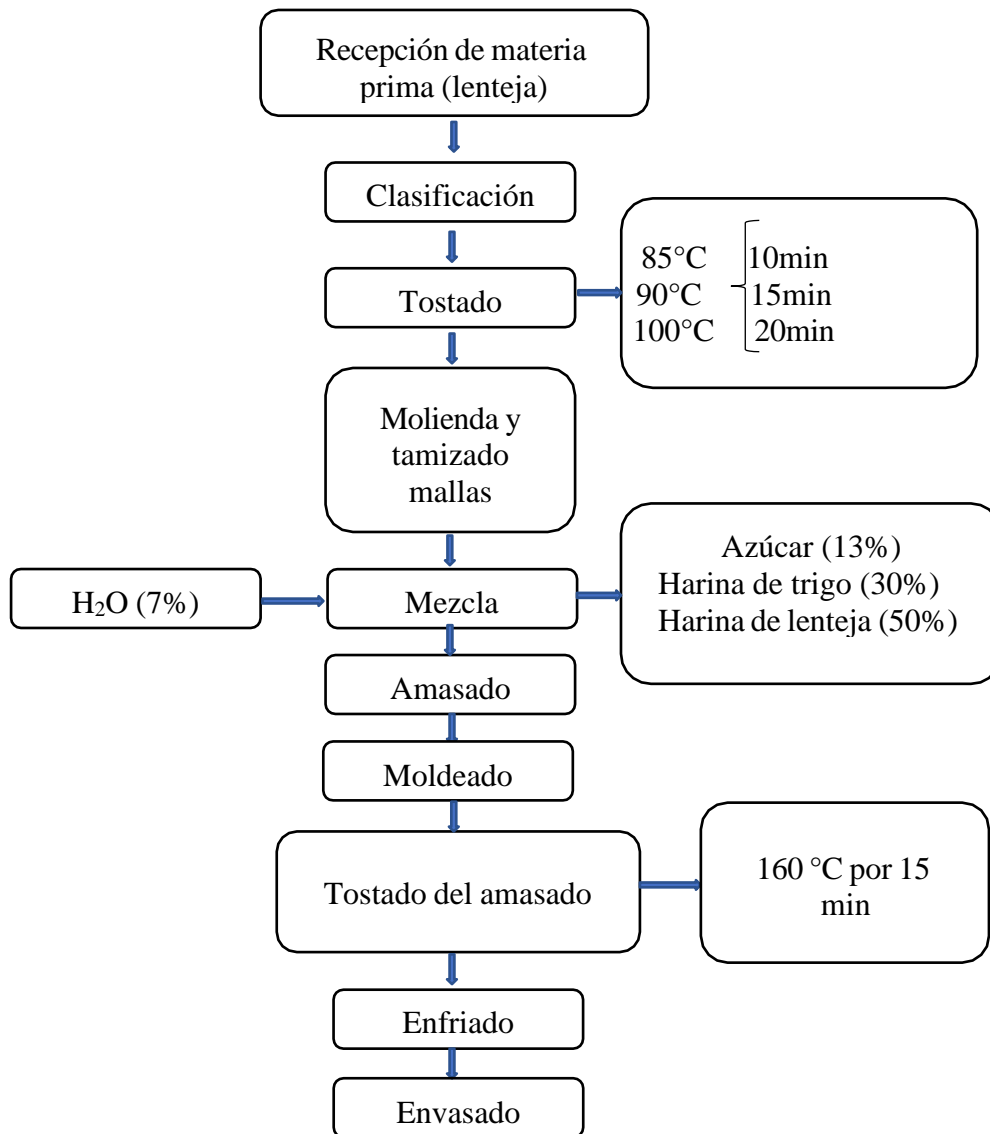 Recepción de materia
prima (lenteja)
Clasificación
Tostado
85°C 10min
90°C 15min
100°C 20min
Molienda y
tamizado
mallas
H₂O (7%)
Mezcla
Azúcar (13%)
Harina de trigo (30%)
Harina de lenteja (50%)
Amasado
Moldeado
Tostado del amasado
160 °C por 15
min
Enfriado
Envasado